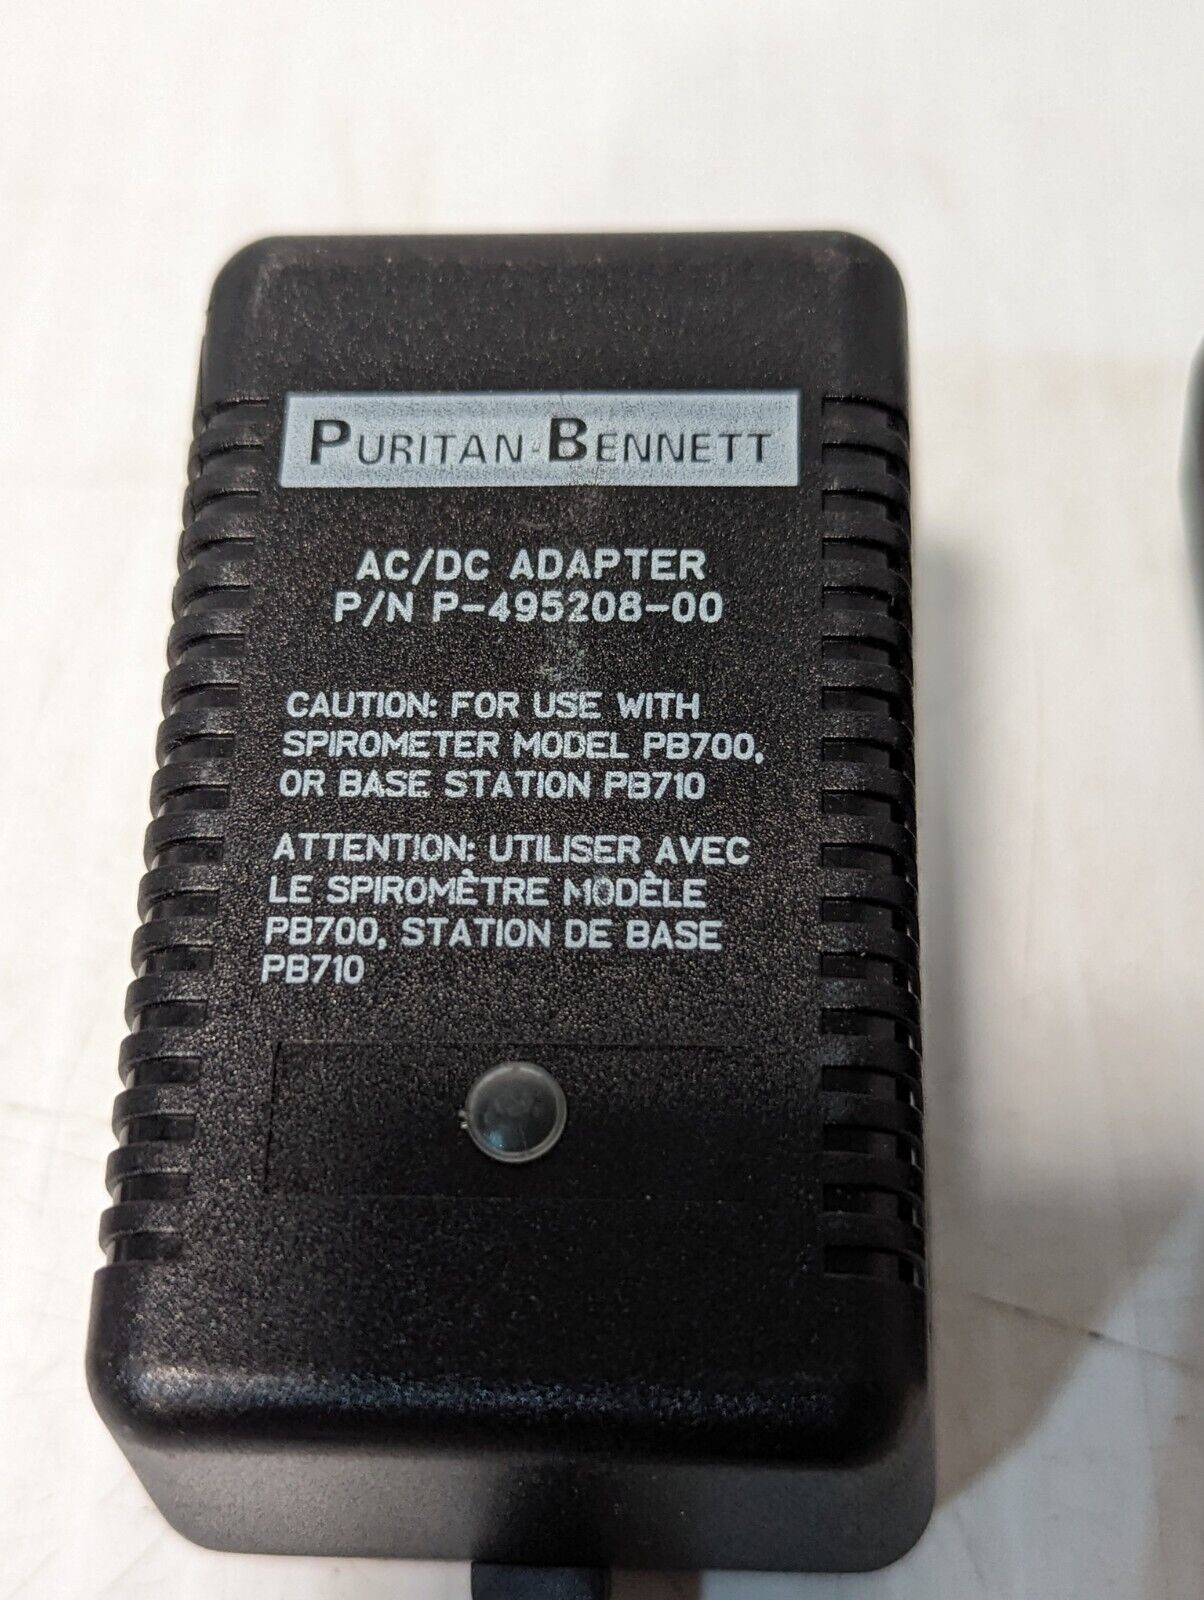 PURITAN-BENNETT
AC/DC ADAPTER
P/N P-495208-00
CAUTION: FOR USE WITH
SPIROMETER MODEL PB700,
OR BASE STATION PB710
ATTENTION: UTILISER AVEC
LE SPIROMÈTRE MODÈLE
PB700, STATION DE BASE
PB710